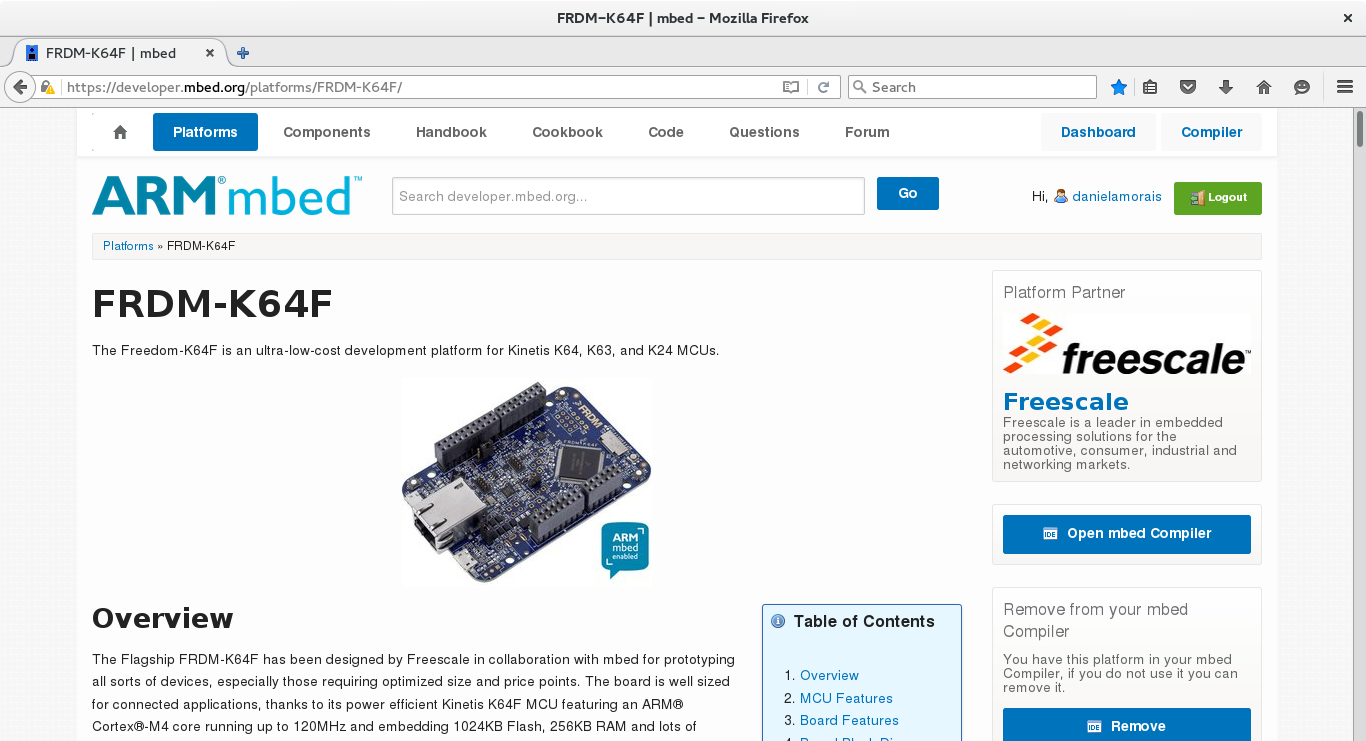 FRDM-K64F | mbed - Mozilla Firefox
FRDM-K64F | mbed
https://developer.mbed.org/platforms/FRDM-K64F/
Search
Platforms Components Handbook Cookbook Code Questions Forum Dashboard Compiler
ARM®mbed™
Search developer.mbed.org...
Go
Hi, danielamorais
Logout
Platforms » FRDM-K64F
FRDM-K64F
The Freedom-K64F is an ultra-low-cost development platform for Kinetis K64, K63, and K24 MCUs.
FRDM
FRDM-K64F
ARM
mbed
enabled
Overview
The Flagship FRDM-K64F has been designed by Freescale in collaboration with mbed for prototyping
all sorts of devices, especially those requiring optimized size and price points. The board is well sized
for connected applications, thanks to its power efficient Kinetis K64F MCU featuring an ARM®
Cortex®-M4 core running up to 120MHz and embedding 1024KB Flash, 256KB RAM and lots of
Table of Contents
1. Overview
2. MCU Features
3. Board Features
Platform Partner
freescale™
Freescale
Freescale is a leader in embedded
processing solutions for the
automotive, consumer, industrial and
networking markets.
IDE Open mbed Compiler
Remove from your mbed
Compiler
You have this platform in your mbed
Compiler, if you do not use it you can
remove it.
IDE Remove